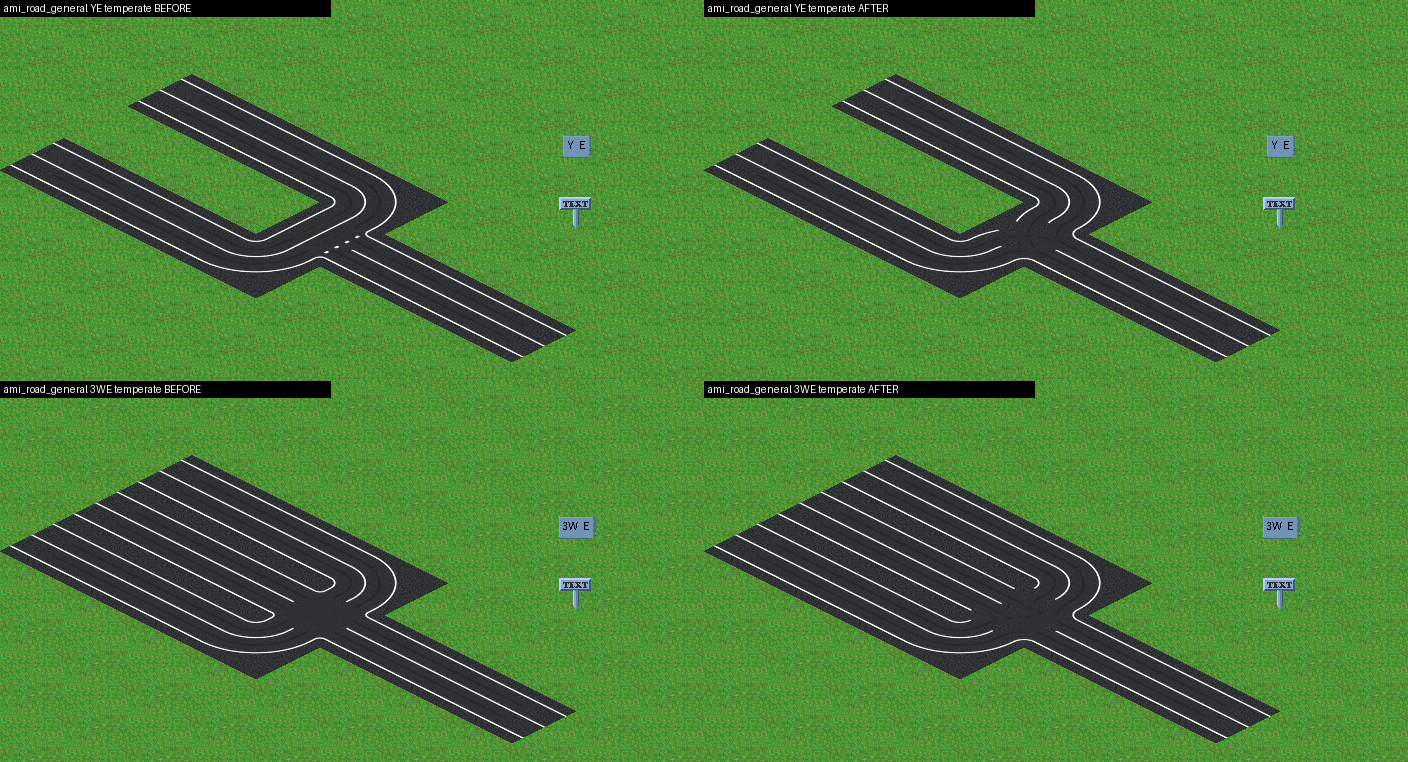 ami_road_general YE temperate BEFORE
ami_road_general YE temperate AFTER
Y E
Y E
TEXT
TEXT
ami_road_general 3WE temperate BEFORE
ami_road_general 3WE temperate AFTER
3W E
3W E
TEXT
TEXT